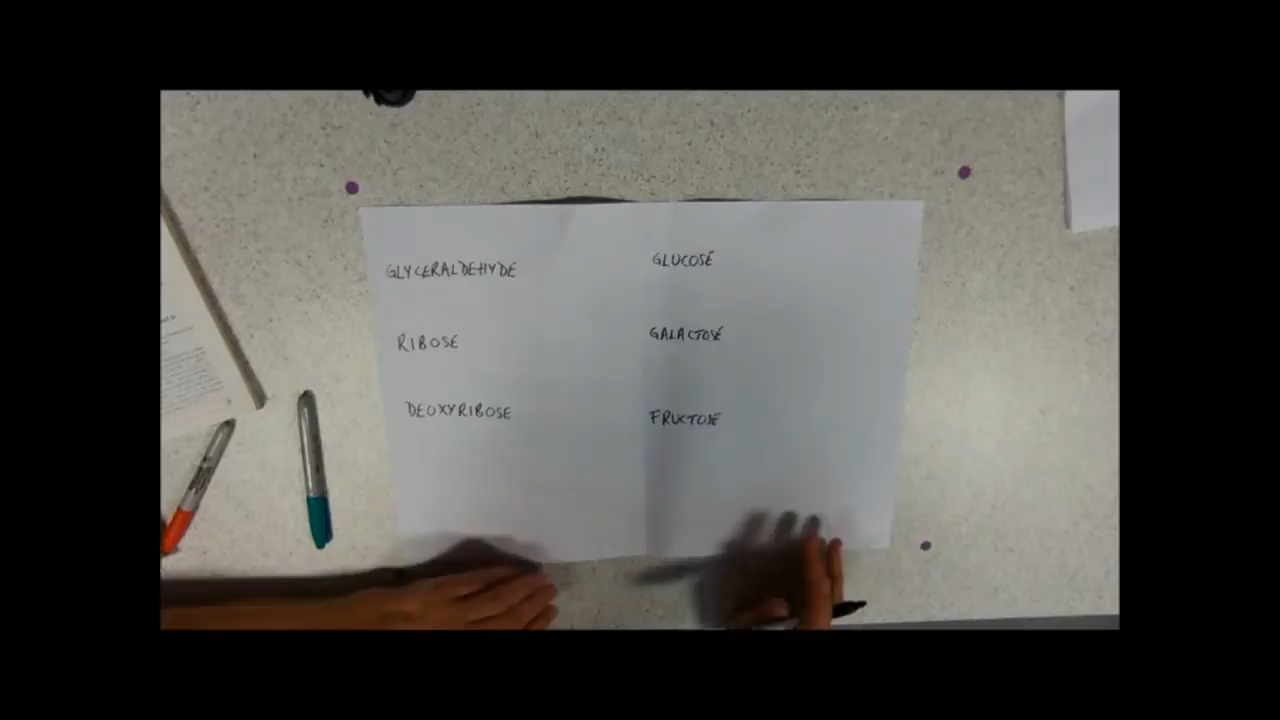 GLYCERALDEHYDE
RIBOSE
DEOXYRIBOSE
GLUCOSE
GALACTOSE
FRUCTOSE